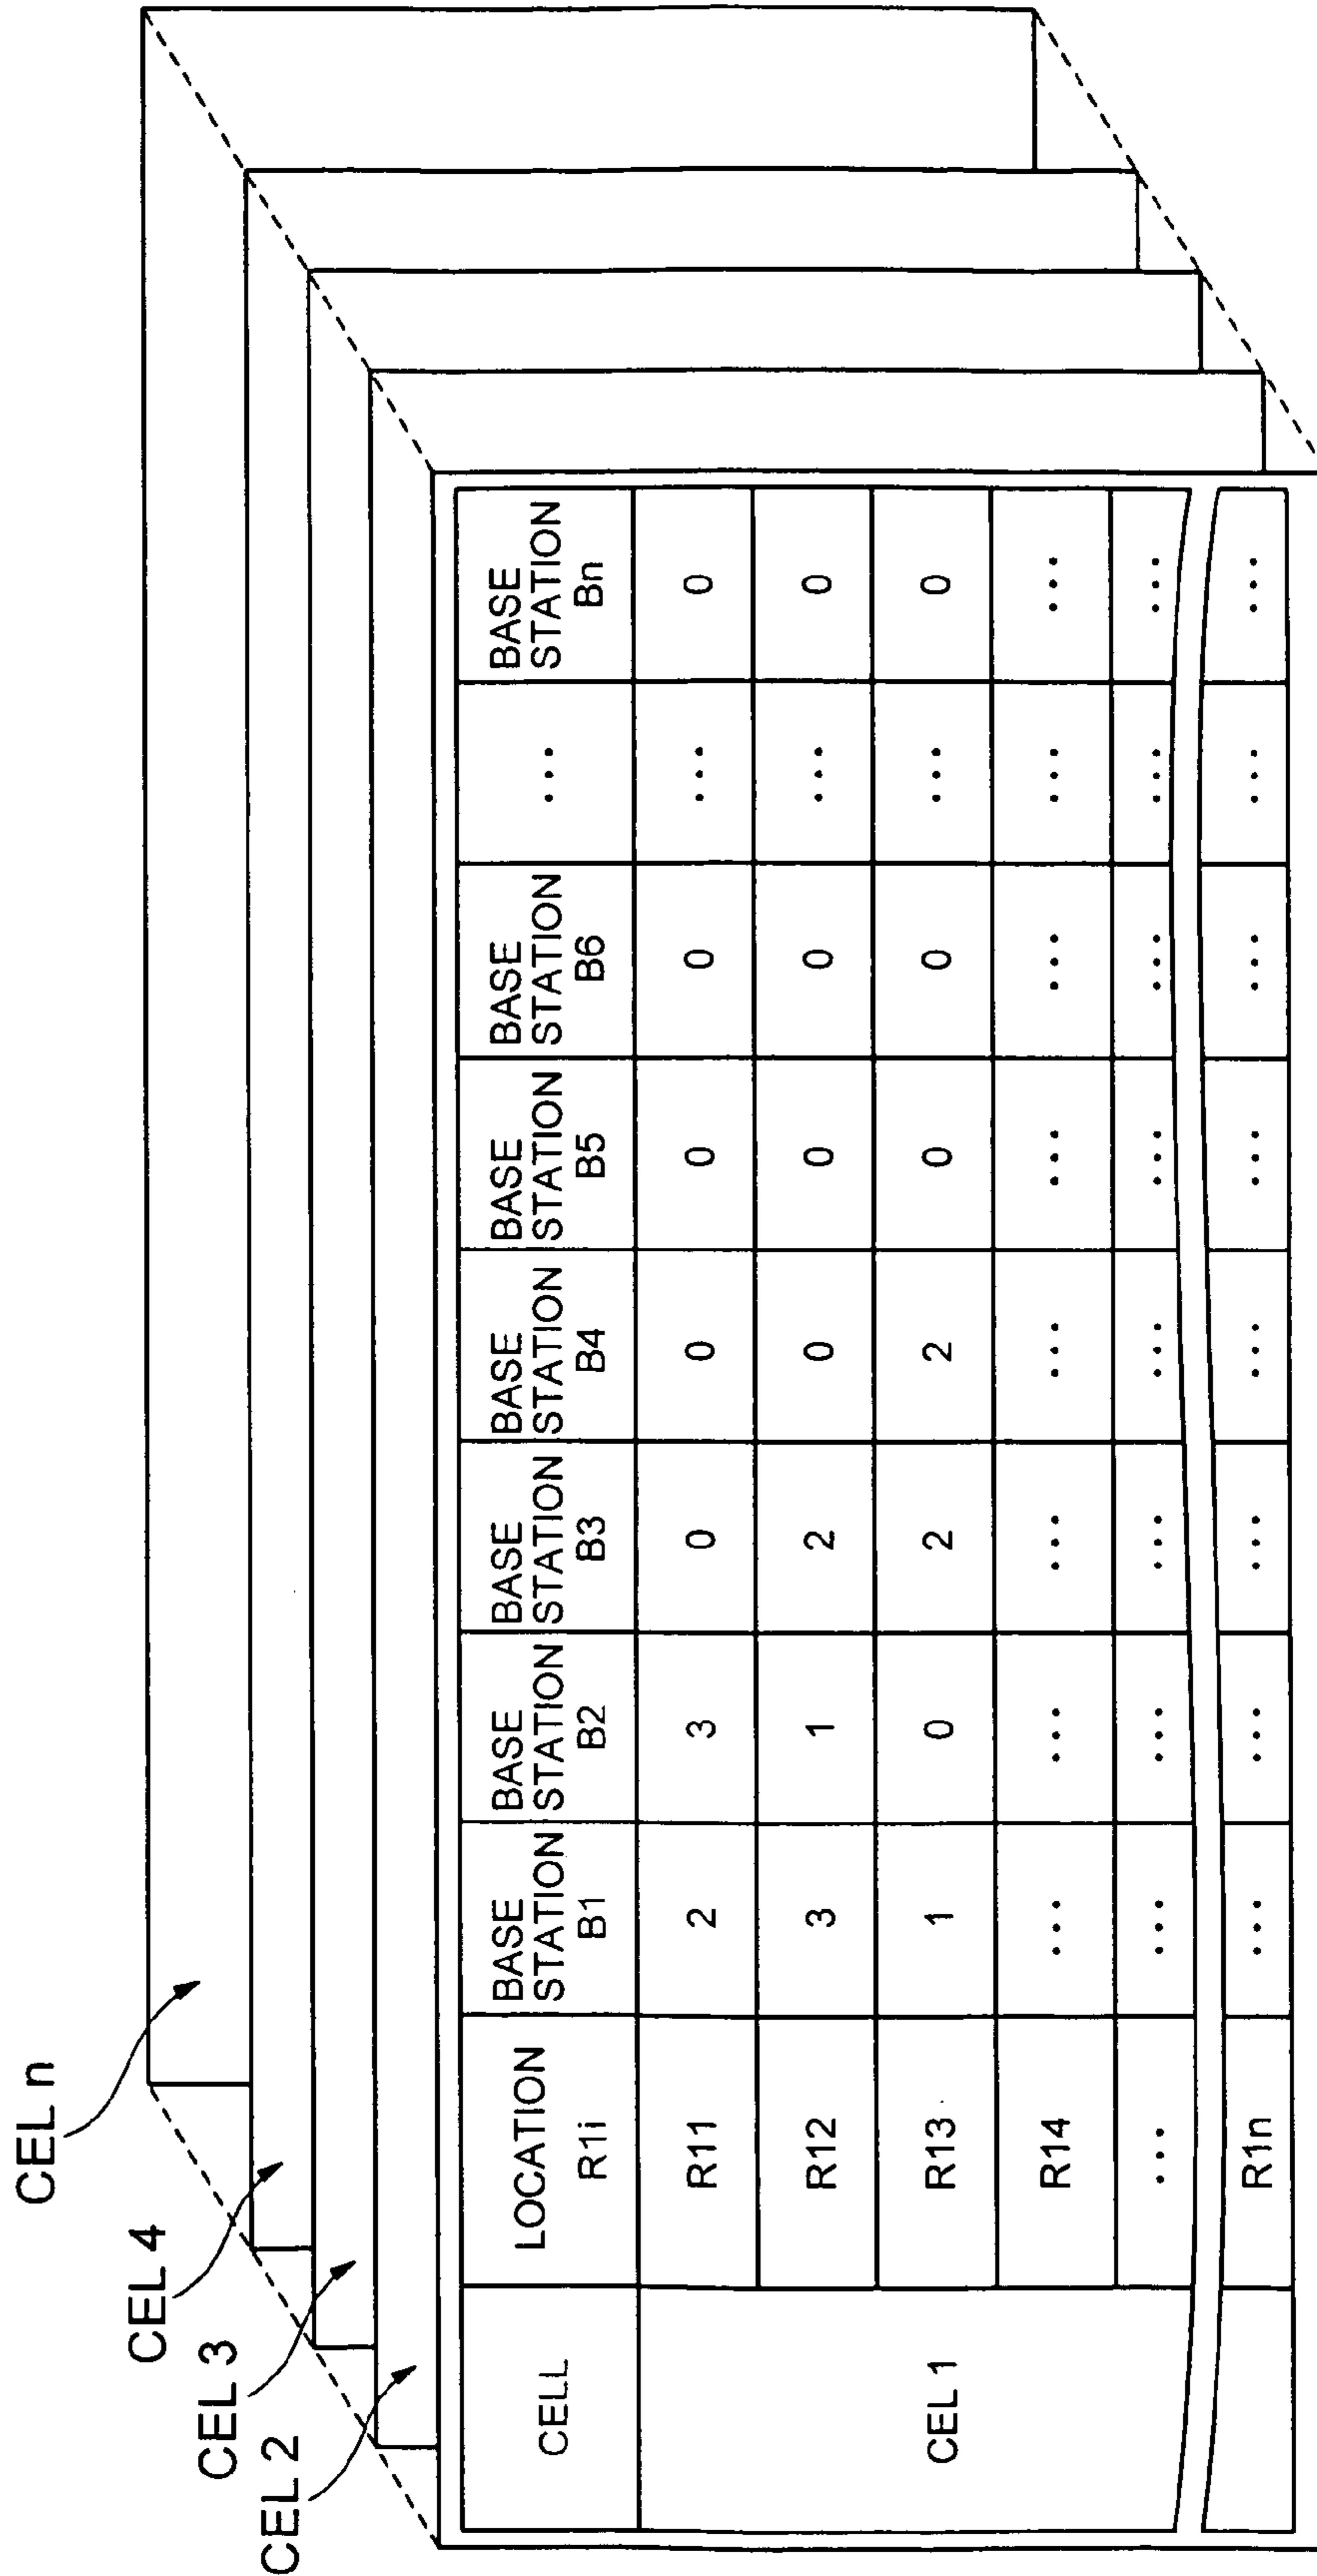 CEL n
CEL 4
CEL 3
CEL 2
CELL LOCATION R1i BASE STATION B1 BASE STATION B2 BASE STATION B3 BASE STATION B4 BASE STATION B5 BASE STATION B6 ... BASE STATION Bn
CEL 1 R11 2 3 0 0 0 0 ... 0
R12 3 1 2 0 0 0 ... 0
R13 1 0 2 2 0 0 ... 0
R14 ... ... ... ... ... ... ... ...
... ... ... ... ... ... ... ... ...
R1n ... ... ... ... ... ... ... ...